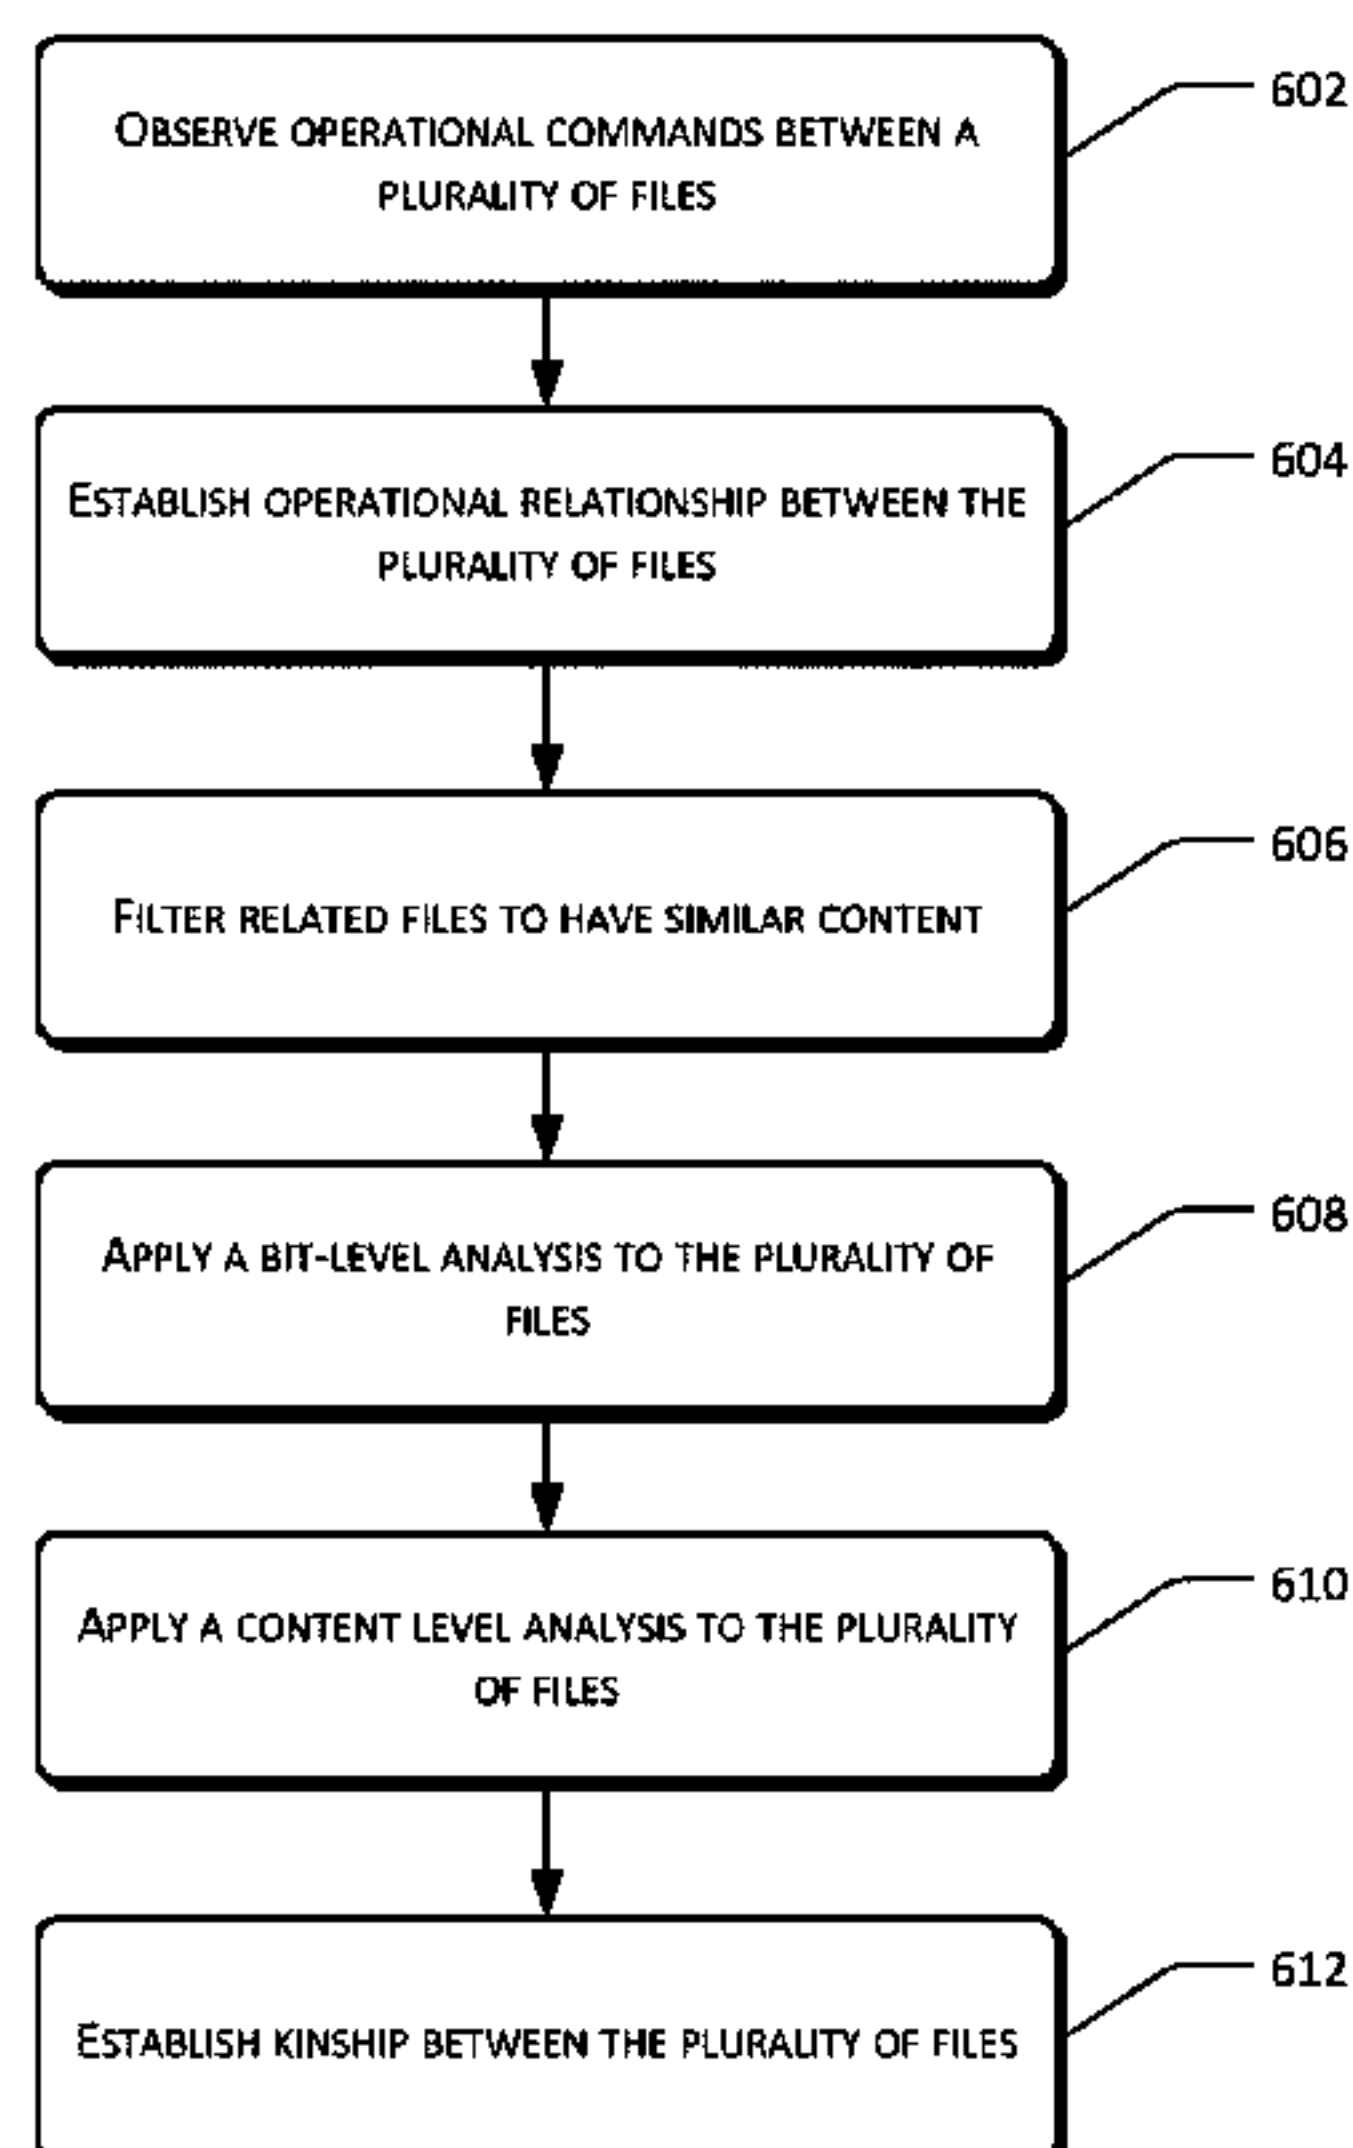 OBSERVE OPERATIONAL COMMANDS BETWEEN A
PLURALITY OF FILES
602
ESTABLISH OPERATIONAL RELATIONSHIP BETWEEN THE
PLURALITY OF FILES
604
FILTER RELATED FILES TO HAVE SIMILAR CONTENT
606
APPLY A BIT-LEVEL ANALYSIS TO THE PLURALITY OF
FILES
608
APPLY A CONTENT LEVEL ANALYSIS TO THE PLURALITY
OF FILES
610
ESTABLISH KINSHIP BETWEEN THE PLURALITY OF FILES
612